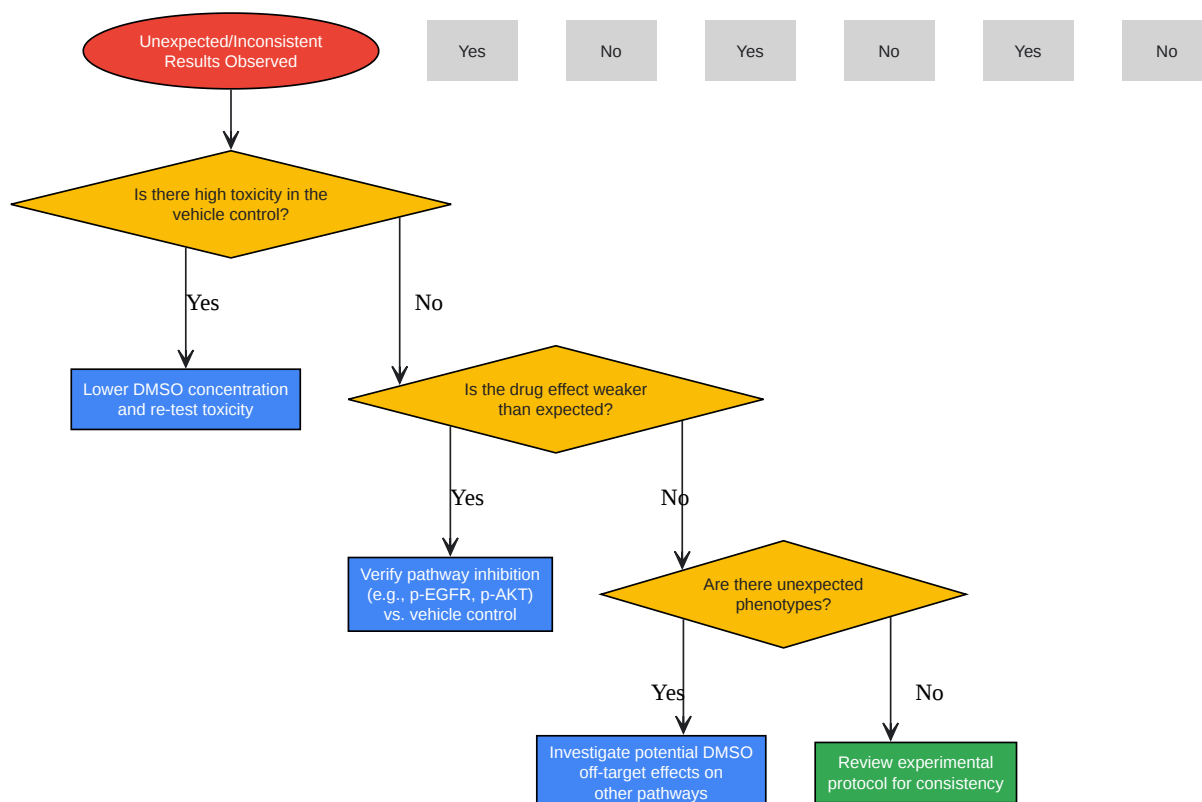 Unexpected/Inconsistent
Results Observed
Yes
No
Yes
No
Yes
No
Is there high toxicity in the
vehicle control?
Yes
No
Lower DMSO concentration
and re-test toxicity
Is the drug effect weaker
than expected?
Yes
No
Verify pathway inhibition
(e.g., p-EGFR, p-AKT)
vs. vehicle control
Are there unexpected
phenotypes?
Yes
No
Investigate potential DMSO
off-target effects on
other pathways
Review experimental
protocol for consistency